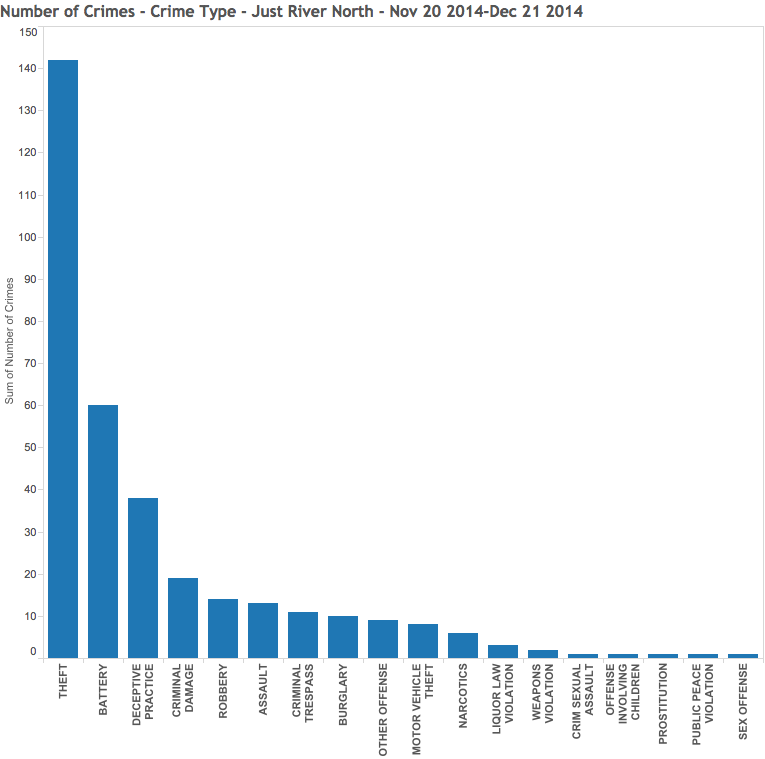 Number of Crimes - Crime Type - Just River North - Nov 20 2014-Dec 21 2014
150
140
130
120
110
100
90
80
70
60
50
40
30
20
10
0
Sum of Number of Crimes
THEFT
BATTERY
DECEPTIVE
PRACTICE
CRIMINAL
DAMAGE
ROBBERY
ASSAULT
CRIMINAL
TRESPASS
BURGLARY
OTHER OFFENSE
MOTOR VEHICLE
THEFT
NARCOTICS
LIQUOR LAW
VIOLATION
WEAPONS
VIOLATION
CRIM SEXUAL
ASSAULT
OFFENSE
INVOLVING
CHILDREN
PROSTITUTION
PUBLIC PEACE
VIOLATION
SEX OFFENSE